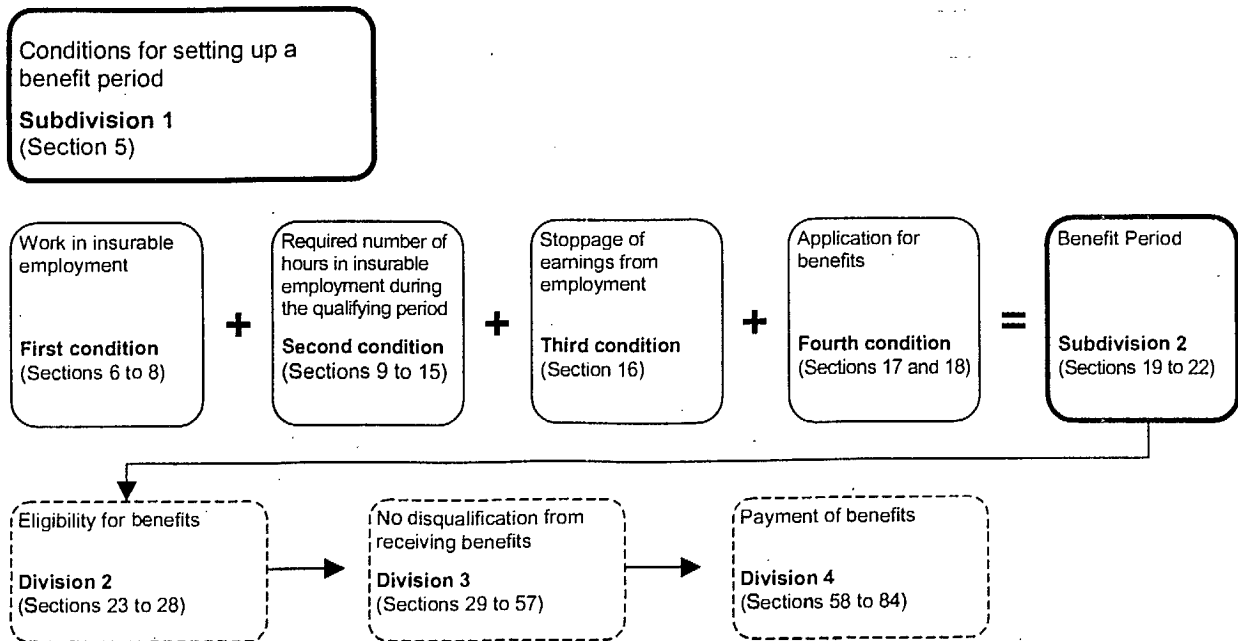 Conditions for setting up a
benefit period
Subdivision 1
(Section 5)
Work in insurable
employment
First condition
(Sections 6 to 8)
+
Required number of
hours in insurable
employment during
the qualifying period
Second condition
(Sections 9 to 15)
+
Stoppage of
earnings from
employment
Third condition
(Section 16)
+
Application for
benefits
Fourth condition
(Sections 17 and 18)
=
Benefit Period
Subdivision 2
(Sections 19 to 22)
Eligibility for benefits
Division 2
(Sections 23 to 28)
No disqualification from
receiving benefits
Division 3
(Sections 29 to 57)
Payment of benefits
Division 4
(Sections 58 to 84)